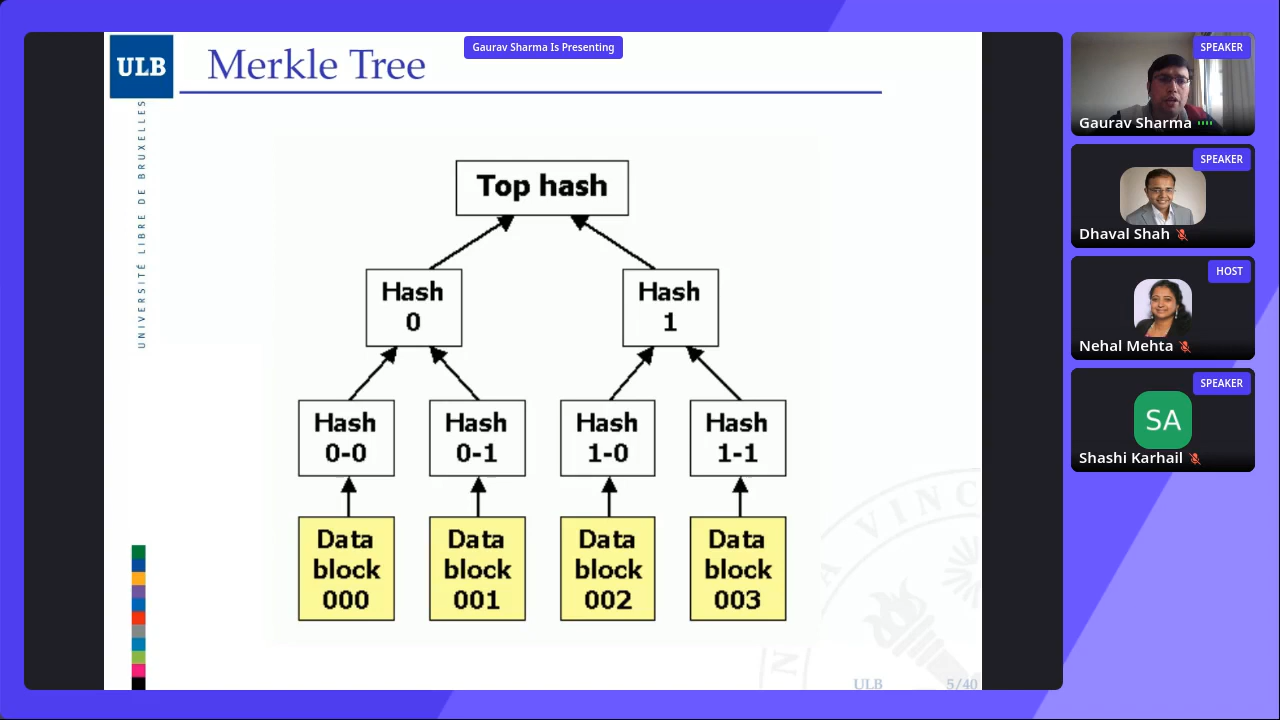 Gaurav Sharma Is Presenting
ULB
Merkle Tree
UNIVERSITÉ LIBRE DE BRUXELLES
Top hash
Hash
0
Hash
1
Hash
0-0
Hash
0-1
Hash
1-0
Hash
1-1
Data
block
000
Data
block
001
Data
block
002
Data
block
003
A VINC
N
ULB 5/40
SPEAKER
Gaurav Sharma
SPEAKER
Dhaval Shah
HOST
Nehal Mehta
SPEAKER
SA
Shashi Karhail